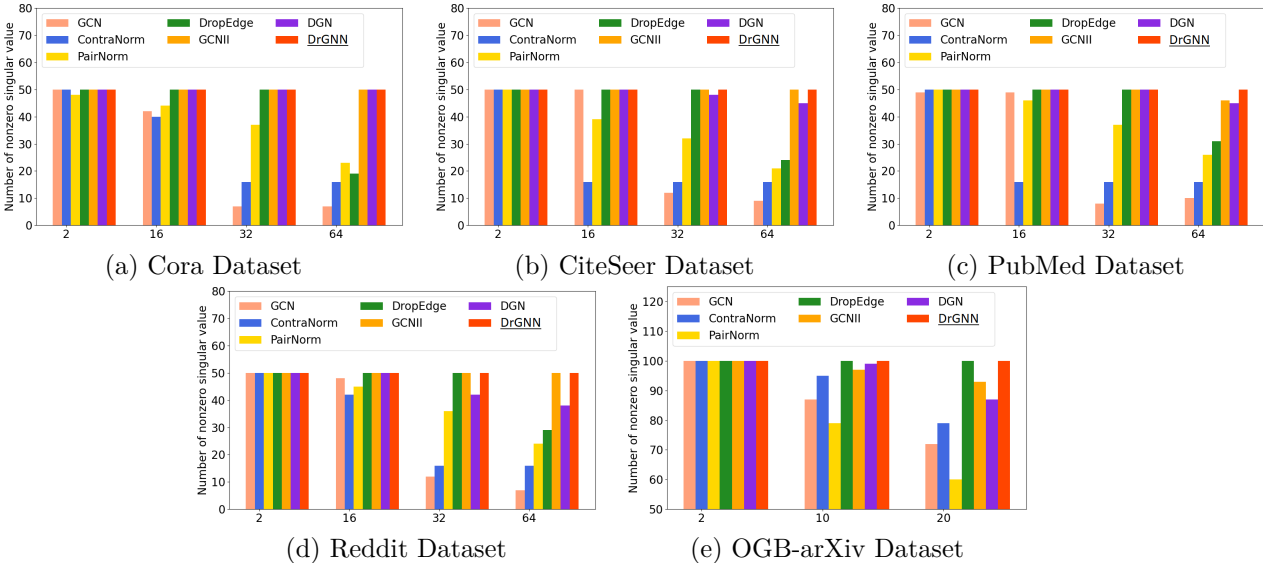 Number of nonzero singular value
80
70
60
50
40
30
20
10
0
GCN
ContraNorm
PairNorm
DropEdge
GCNII
DGN
DrGNN
2 16 32 64
(a) Cora Dataset
Number of nonzero singular value
80
70
60
50
40
30
20
10
0
GCN
ContraNorm
PairNorm
DropEdge
GCNII
DGN
DrGNN
2 16 32 64
(b) CiteSeer Dataset
Number of nonzero singular value
80
70
60
50
40
30
20
10
0
GCN
ContraNorm
PairNorm
DropEdge
GCNII
DGN
DrGNN
2 16 32 64
(c) PubMed Dataset
Number of nonzero singular value
80
70
60
50
40
30
20
10
0
GCN
ContraNorm
PairNorm
DropEdge
GCNII
DGN
DrGNN
2 16 32 64
(d) Reddit Dataset
Number of nonzero singular value
120
110
100
90
80
70
60
50
GCN
ContraNorm
PairNorm
DropEdge
GCNII
DGN
DrGNN
2 10 20
(e) OGB-arXiv Dataset